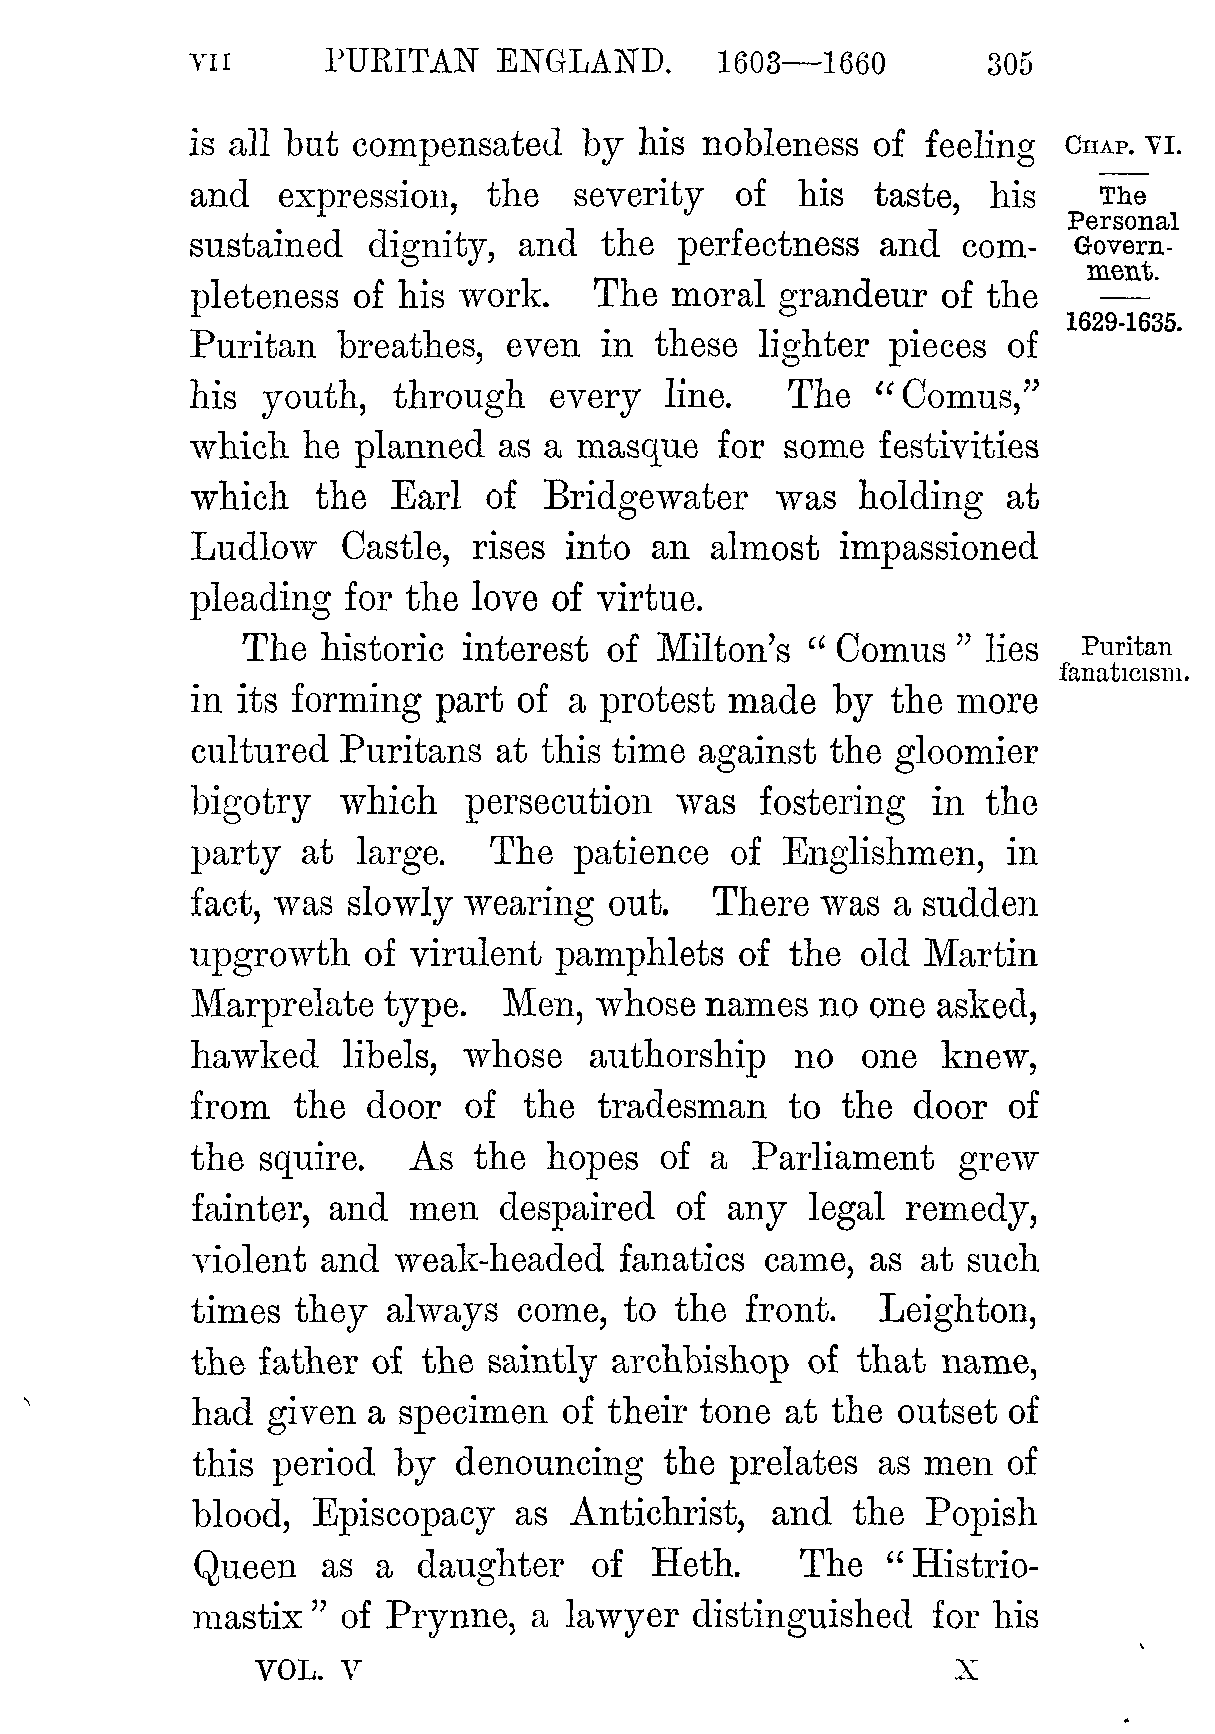 VII PURITAN ENGLAND. 1603—1660 305
is all but compensated by his nobleness of feeling
and expression, the severity of his taste, his
sustained dignity, and the perfectness and com-
pleteness of his work. The moral grandeur of the
Puritan breathes, even in these lighter pieces of
his youth, through every line. The “Comus,”
which he planned as a masque for some festivities
which the Earl of Bridgewater was holding at
Ludlow Castle, rises into an almost impassioned
pleading for the love of virtue.
CHAP. VI.
The
Personal
Govern-
ment.
1629-1635.
The historic interest of Milton’s “Comus” lies
in its forming part of a protest made by the more
cultured Puritans at this time against the gloomier
bigotry which persecution was fostering in the
party at large. The patience of Englishmen, in
fact, was slowly wearing out. There was a sudden
upgrowth of virulent pamphlets of the old Martin
Marprelate type. Men, whose names no one asked,
hawked libels, whose authorship no one knew,
from the door of the tradesman to the door of
the squire. As the hopes of a Parliament grew
fainter, and men despaired of any legal remedy,
violent and weak-headed fanatics came, as at such
times they always come, to the front. Leighton,
the father of the saintly archbishop of that name,
had given a specimen of their tone at the outset of
this period by denouncing the prelates as men of
blood, Episcopacy as Antichrist, and the Popish
Queen as a daughter of Heth. The “Histrio-
mastix” of Prynne, a lawyer distinguished for his
Puritan
fanaticism.
VOL. V X